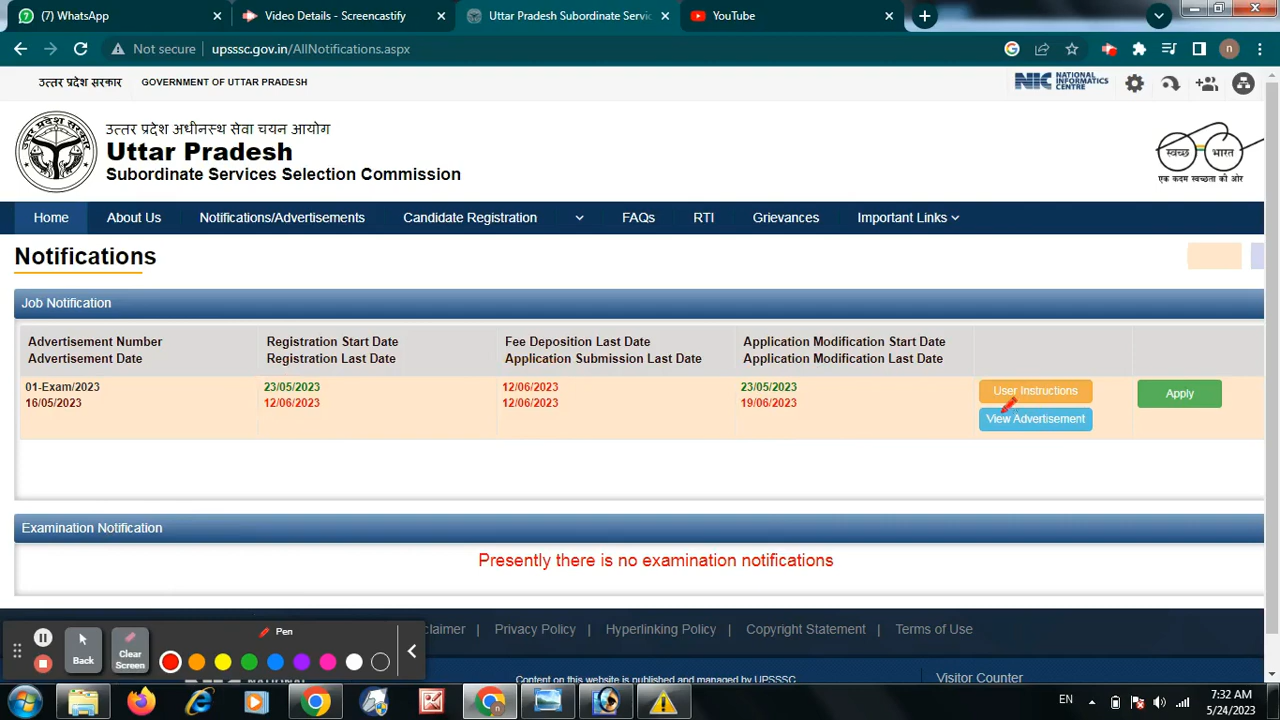 (7) WhatsApp
Video Details - Screencastify
Uttar Pradesh Subordinate Servic
YouTube
Not secure
upsssc.gov.in/AllNotifications.aspx
n
उत्तर प्रदेश सरकार
GOVERNMENT OF UTTAR PRADESH
NIC NATIONAL INFORMATICS CENTRE
उत्तर प्रदेश अधीनस्थ सेवा चयन आयोग
Uttar Pradesh
Subordinate Services Selection Commission
स्वच्छ भारत
एक कदम स्वच्छता की ओर
Home
About Us
Notifications/Advertisements
Candidate Registration
FAQs
RTI
Grievances
Important Links
Notifications
Job Notification
Advertisement Number
Advertisement Date
Registration Start Date
Registration Last Date
Fee Deposition Last Date
Application Submission Last Date
Application Modification Start Date
Application Modification Last Date
01-Exam/2023
16/05/2023
23/05/2023
12/06/2023
12/06/2023
12/06/2023
23/05/2023
19/06/2023
User Instructions
View Advertisement
Apply
Examination Notification
Presently there is no examination notifications
claimer | Privacy Policy | Hyperlinking Policy | Copyright Statement | Terms of Use
Pen
Back
Clear Screen
NATIONAL
Content on this website is published and managed by UPSSSC
Visitor Counter
EN
7:32 AM
5/24/2023